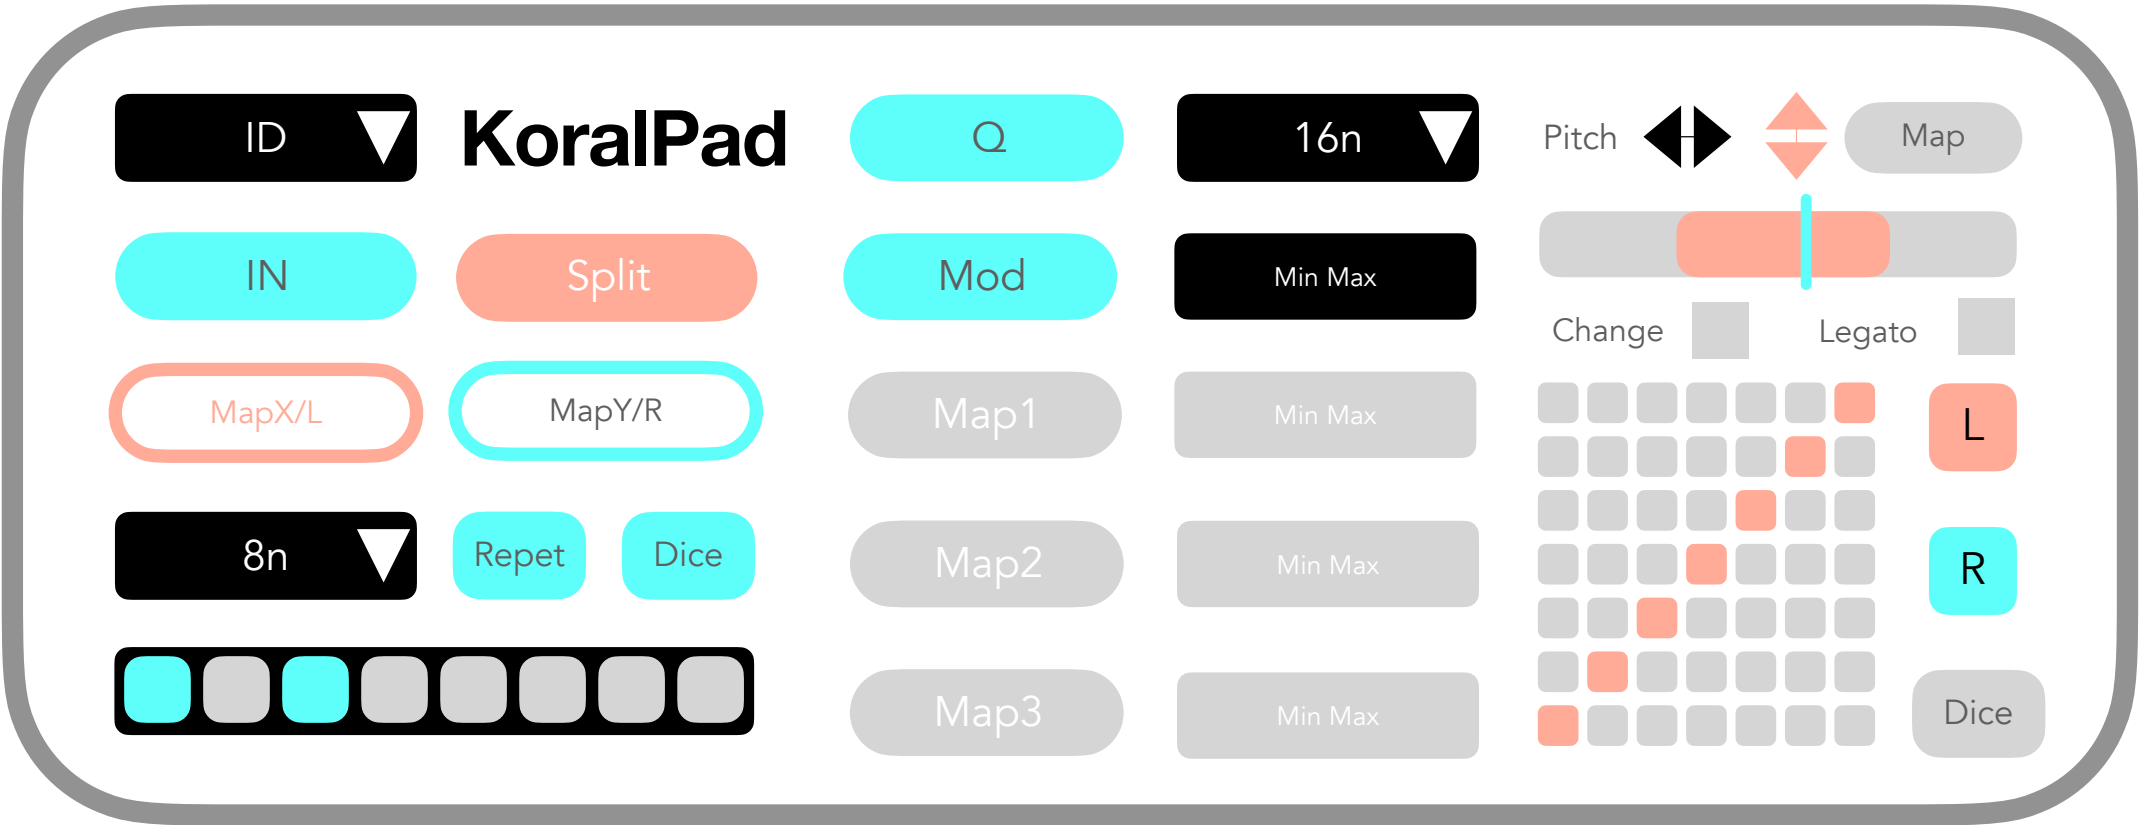 ID
KoralPad
Q
16n
Pitch
Map
IN
Split
Mod
Min Max
Change
Legato
MapX/L
MapY/R
Map1
Min Max
L
8n
Repet
Dice
Map2
Min Max
R
Map3
Min Max
Dice